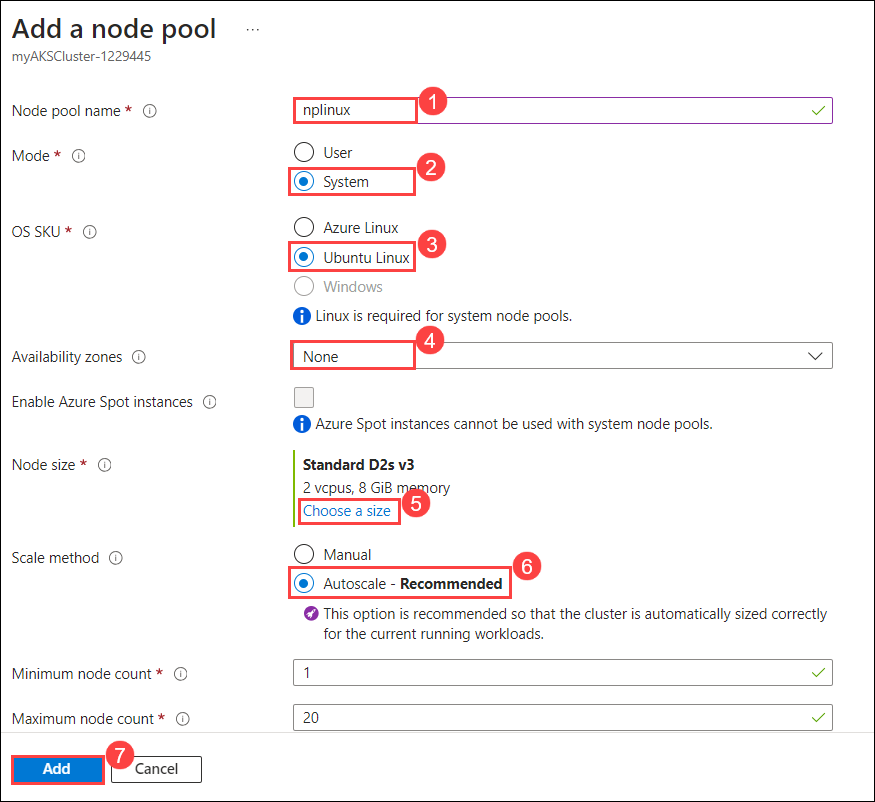 Add a node pool ...
myAKSCluster-1229445
Node pool name * nplinux 1
Mode * User
System 2
OS SKU * Azure Linux
Ubuntu Linux 3
Windows
Linux is required for system node pools.
Availability zones None 4
Enable Azure Spot instances
Azure Spot instances cannot be used with system node pools.
Node size * Standard D2s v3
2 vcpus, 8 GiB memory
Choose a size 5
Scale method Manual
Autoscale - Recommended 6
This option is recommended so that the cluster is automatically sized correctly
for the current running workloads.
Minimum node count * 1
Maximum node count * 20
Add 7 Cancel